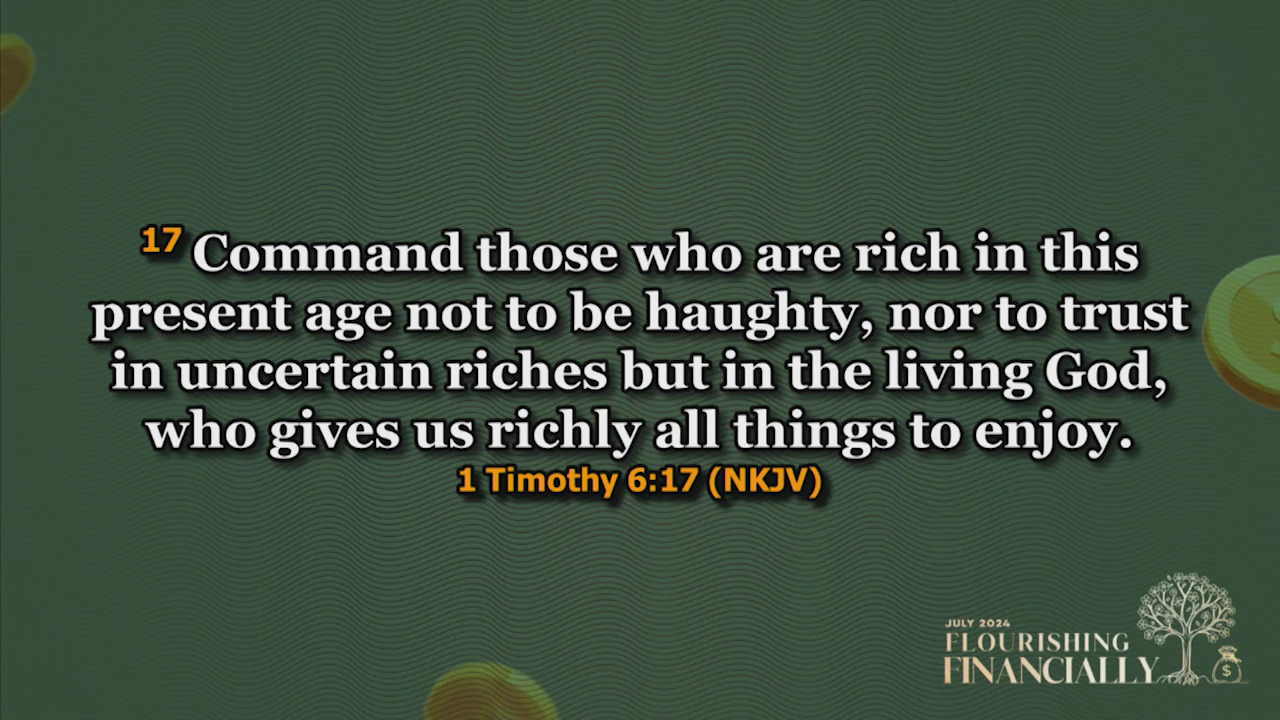 17 Command those who are rich in this
present age not to be haughty, nor to trust
in uncertain riches but in the living God,
who gives us richly all things to enjoy.
1 Timothy 6:17 (NKJV)
JULY 2024
FLOURISHING
FINANCIALLY
$